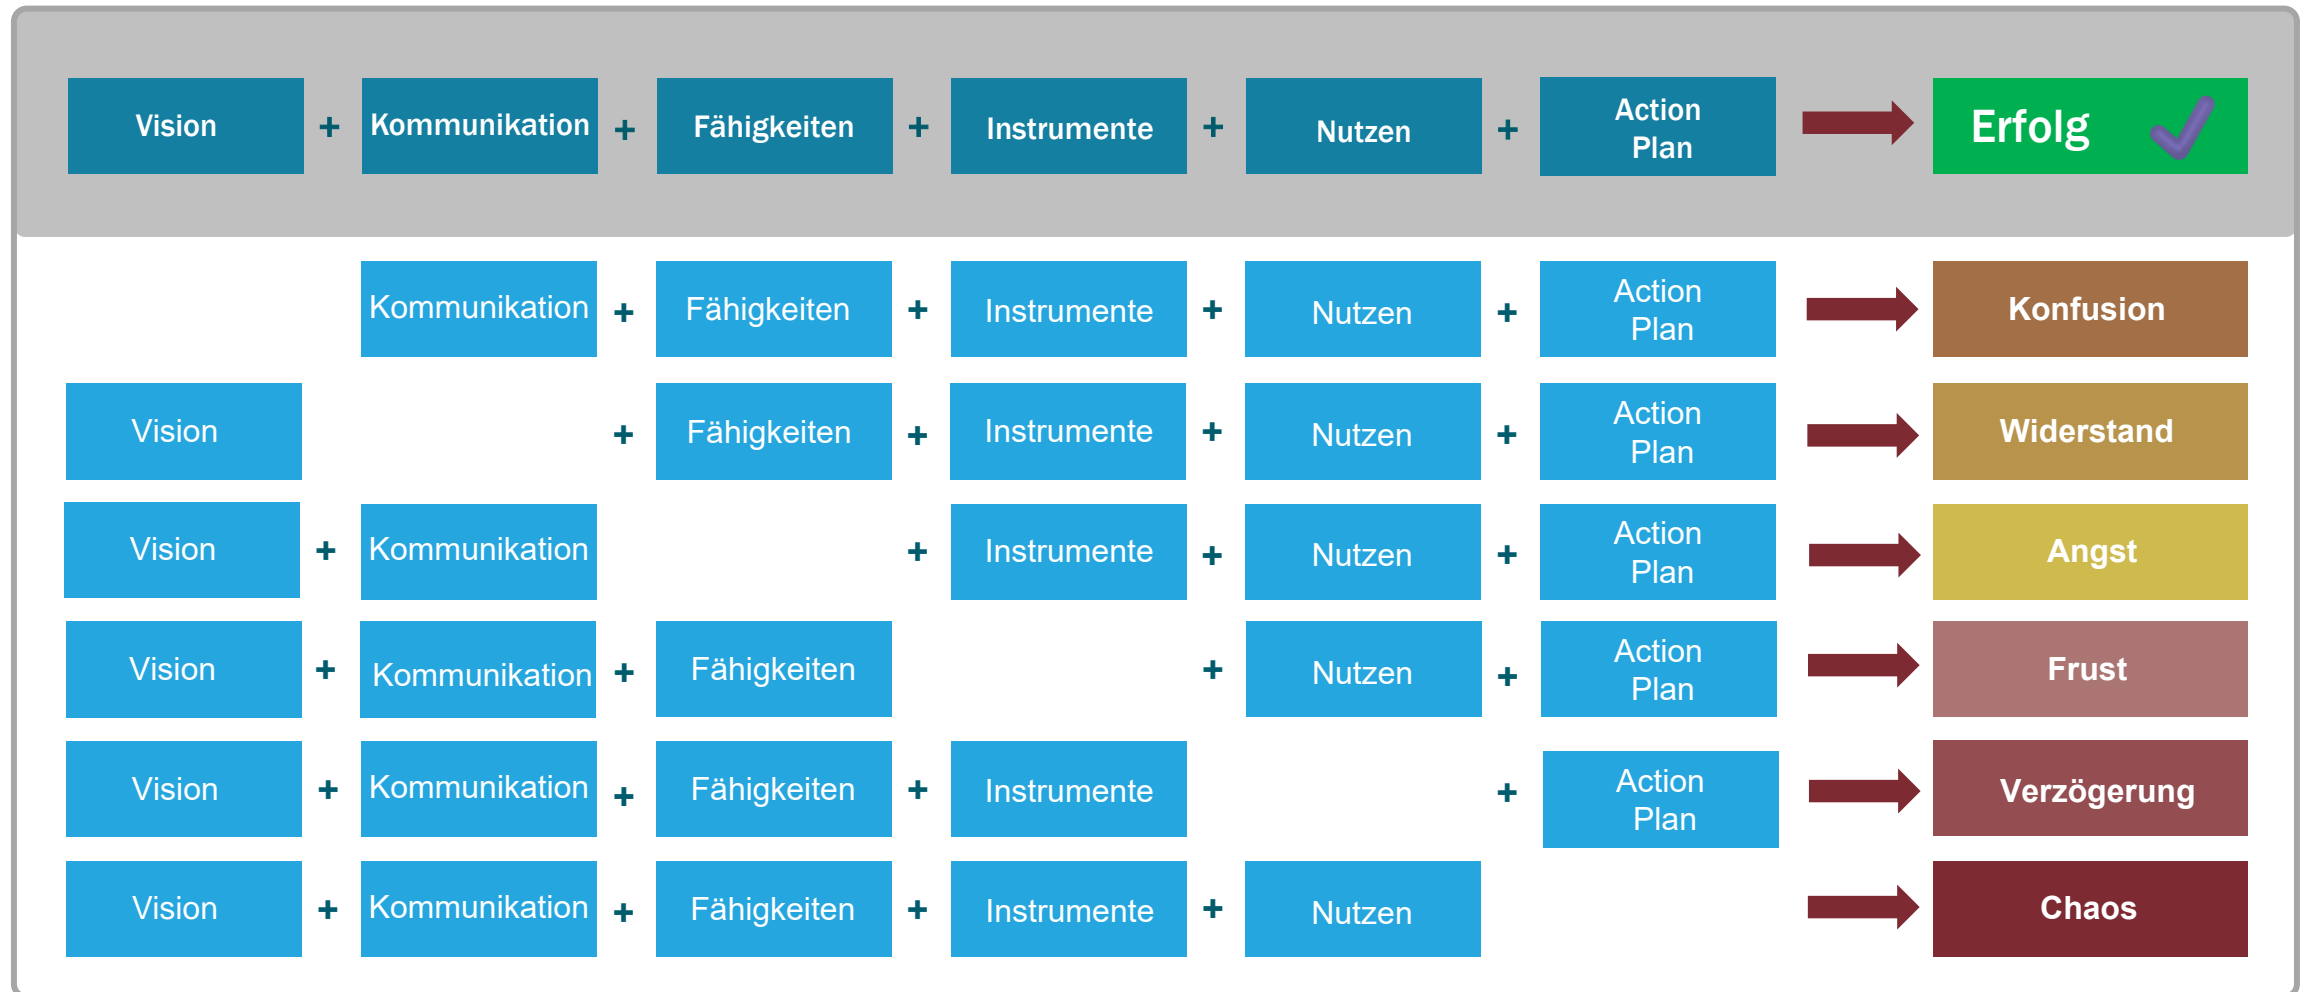 Vision + Kommunikation + Fähigkeiten + Instrumente + Nutzen + Action Plan Erfolg
Kommunikation + Fähigkeiten + Instrumente + Nutzen + Action Plan Konfusion
Vision + Fähigkeiten + Instrumente + Nutzen + Action Plan Widerstand
Vision + Kommunikation + Instrumente + Nutzen + Action Plan Angst
Vision + Kommunikation + Fähigkeiten + Nutzen + Action Plan Frust
Vision + Kommunikation + Fähigkeiten + Instrumente + Action Plan Verzögerung
Vision + Kommunikation + Fähigkeiten + Instrumente + Nutzen Chaos